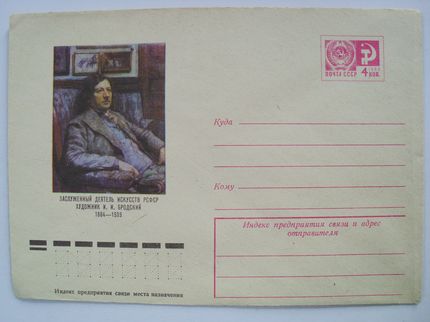 ПОЧТА СССР
4 КОП.
Куда
Кому
ЗАСЛУЖЕННЫЙ ДЕЯТЕЛЬ ИСКУССТВ РСФСР
ХУДОЖНИК И. И. БРОДСКИЙ
1884—1939
Индекс предприятия связи и адрес
отправителя
Индекс предприятия связи места назначения